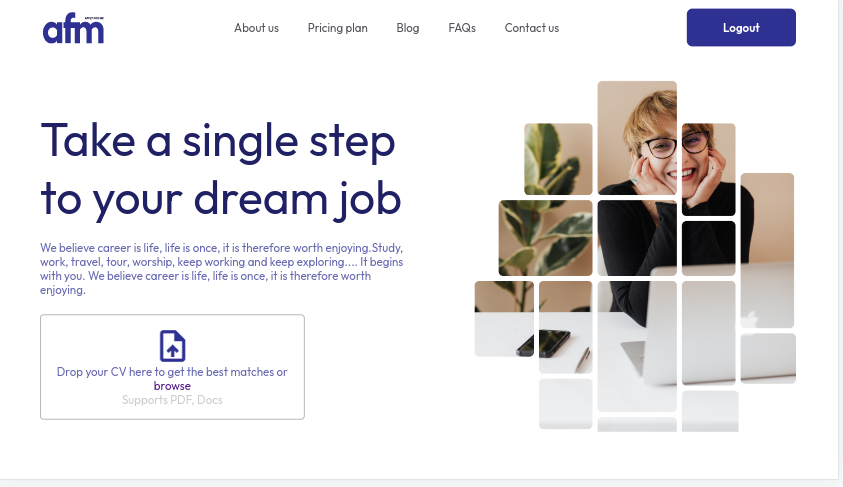 afm
About us
Pricing plan
Blog
FAQs
Contact us
Logout
Take a single step
to your dream job
We believe career is life, life is once, it is therefore worth enjoying.Study,
work, travel, tour, worship, keep working and keep exploring.... It begins
with you. We believe career is life, life is once, it is therefore worth
enjoying.
Drop your CV here to get the best matches or
browse
Supports PDF, Docs